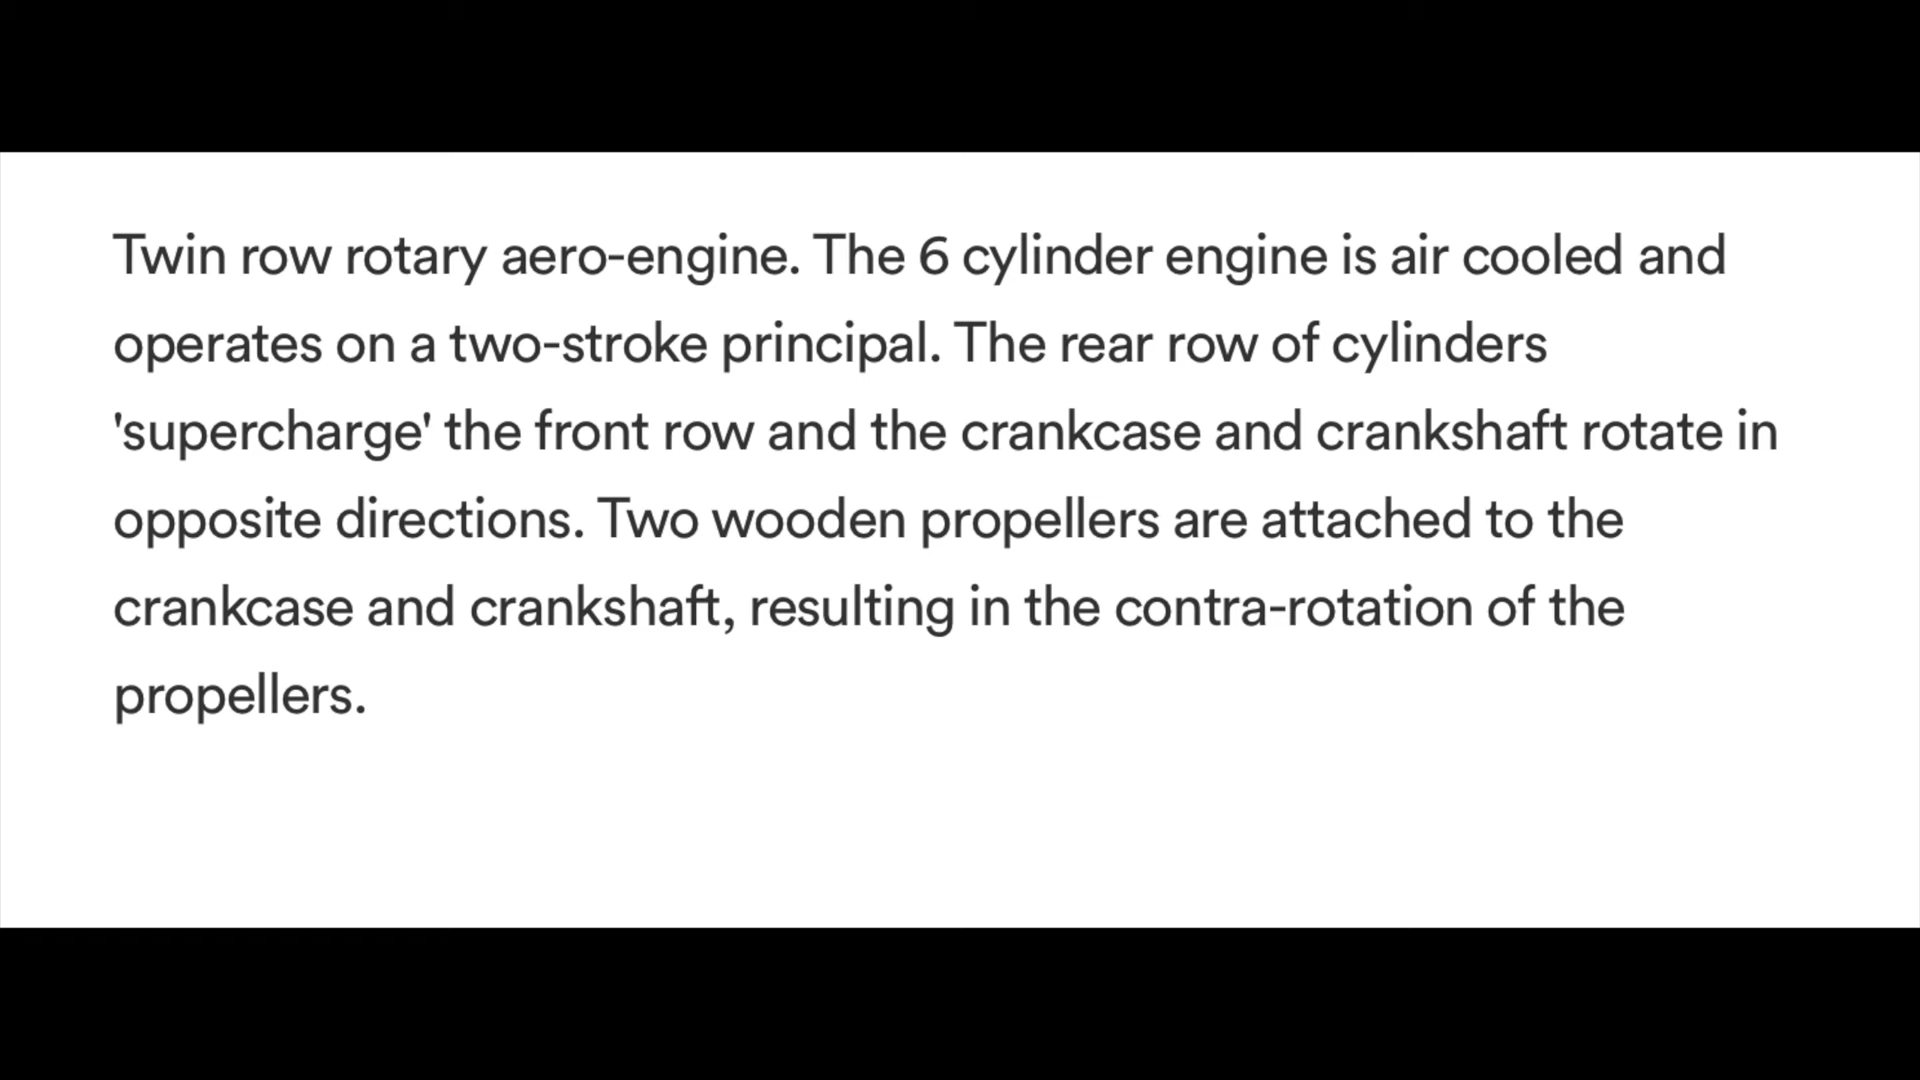 Twin row rotary aero-engine. The 6 cylinder engine is air cooled and
operates on a two-stroke principal. The rear row of cylinders
'supercharge' the front row and the crankcase and crankshaft rotate in
opposite directions. Two wooden propellers are attached to the
crankcase and crankshaft, resulting in the contra-rotation of the
propellers.